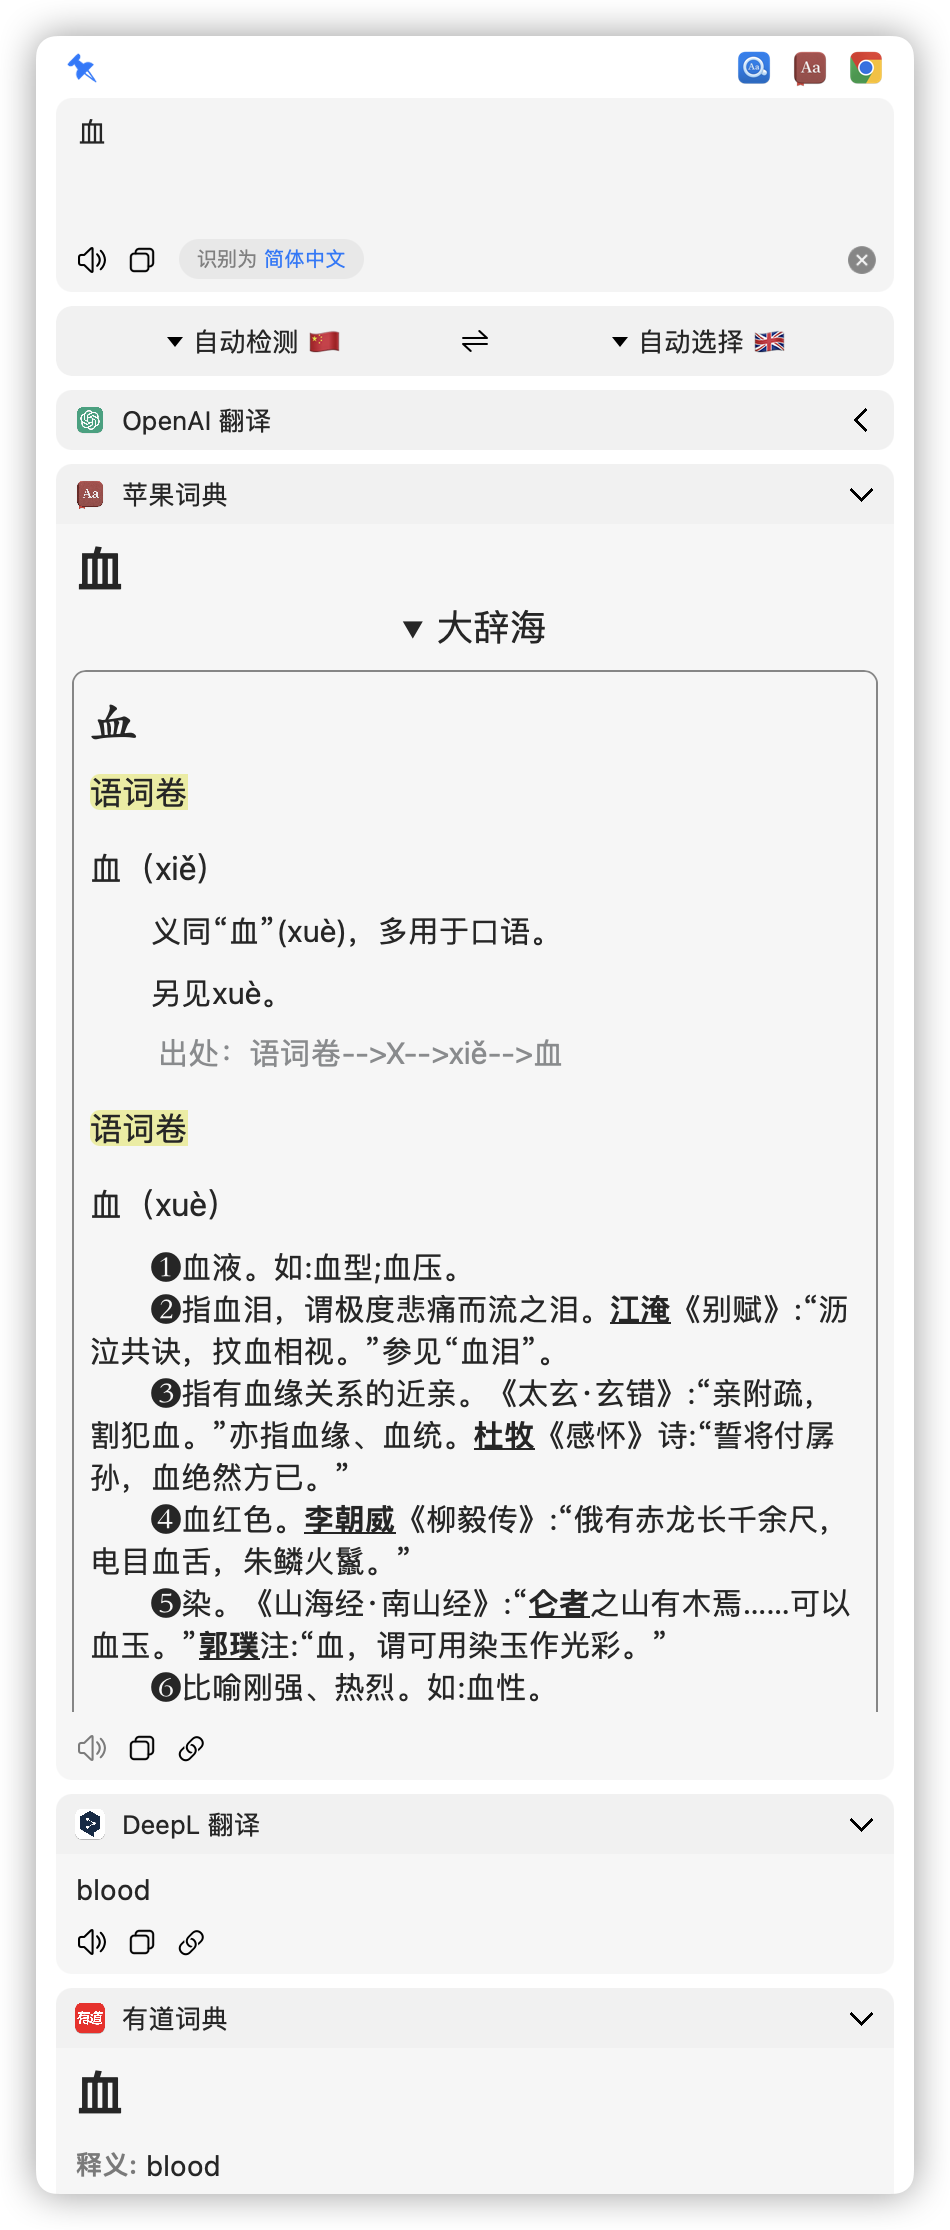 血
识别为 简体中文
自动检测 🇨🇳 ⇌ 自动选择 🇬🇧
OpenAI 翻译
Aa 苹果词典
血
▼ 大辞海
血
语词卷
血（xiě）
义同“血”(xuè)，多用于口语。
另见xuè。
出处：语词卷-->X-->xiě-->血
语词卷
血（xuè）
❶血液。如:血型;血压。
❷指血泪，谓极度悲痛而流之泪。江淹《别赋》:“沥
泣共诀，抆血相视。”参见“血泪”。
❸指有血缘关系的近亲。《太玄·玄错》:“亲附疏，
割犯血。”亦指血缘、血统。杜牧《感怀》诗:“誓将付孱
孙，血绝然方已。”
❹血红色。李朝威《柳毅传》:“俄有赤龙长千余尺，
电目血舌，朱鳞火鬣。”
❺染。《山海经·南山经》:“仑者之山有木焉……可以
血玉。”郭璞注:“血，谓可用染玉作光彩。”
❻比喻刚强、热烈。如:血性。
DeepL 翻译
blood
有道 有道词典
血
释义: blood